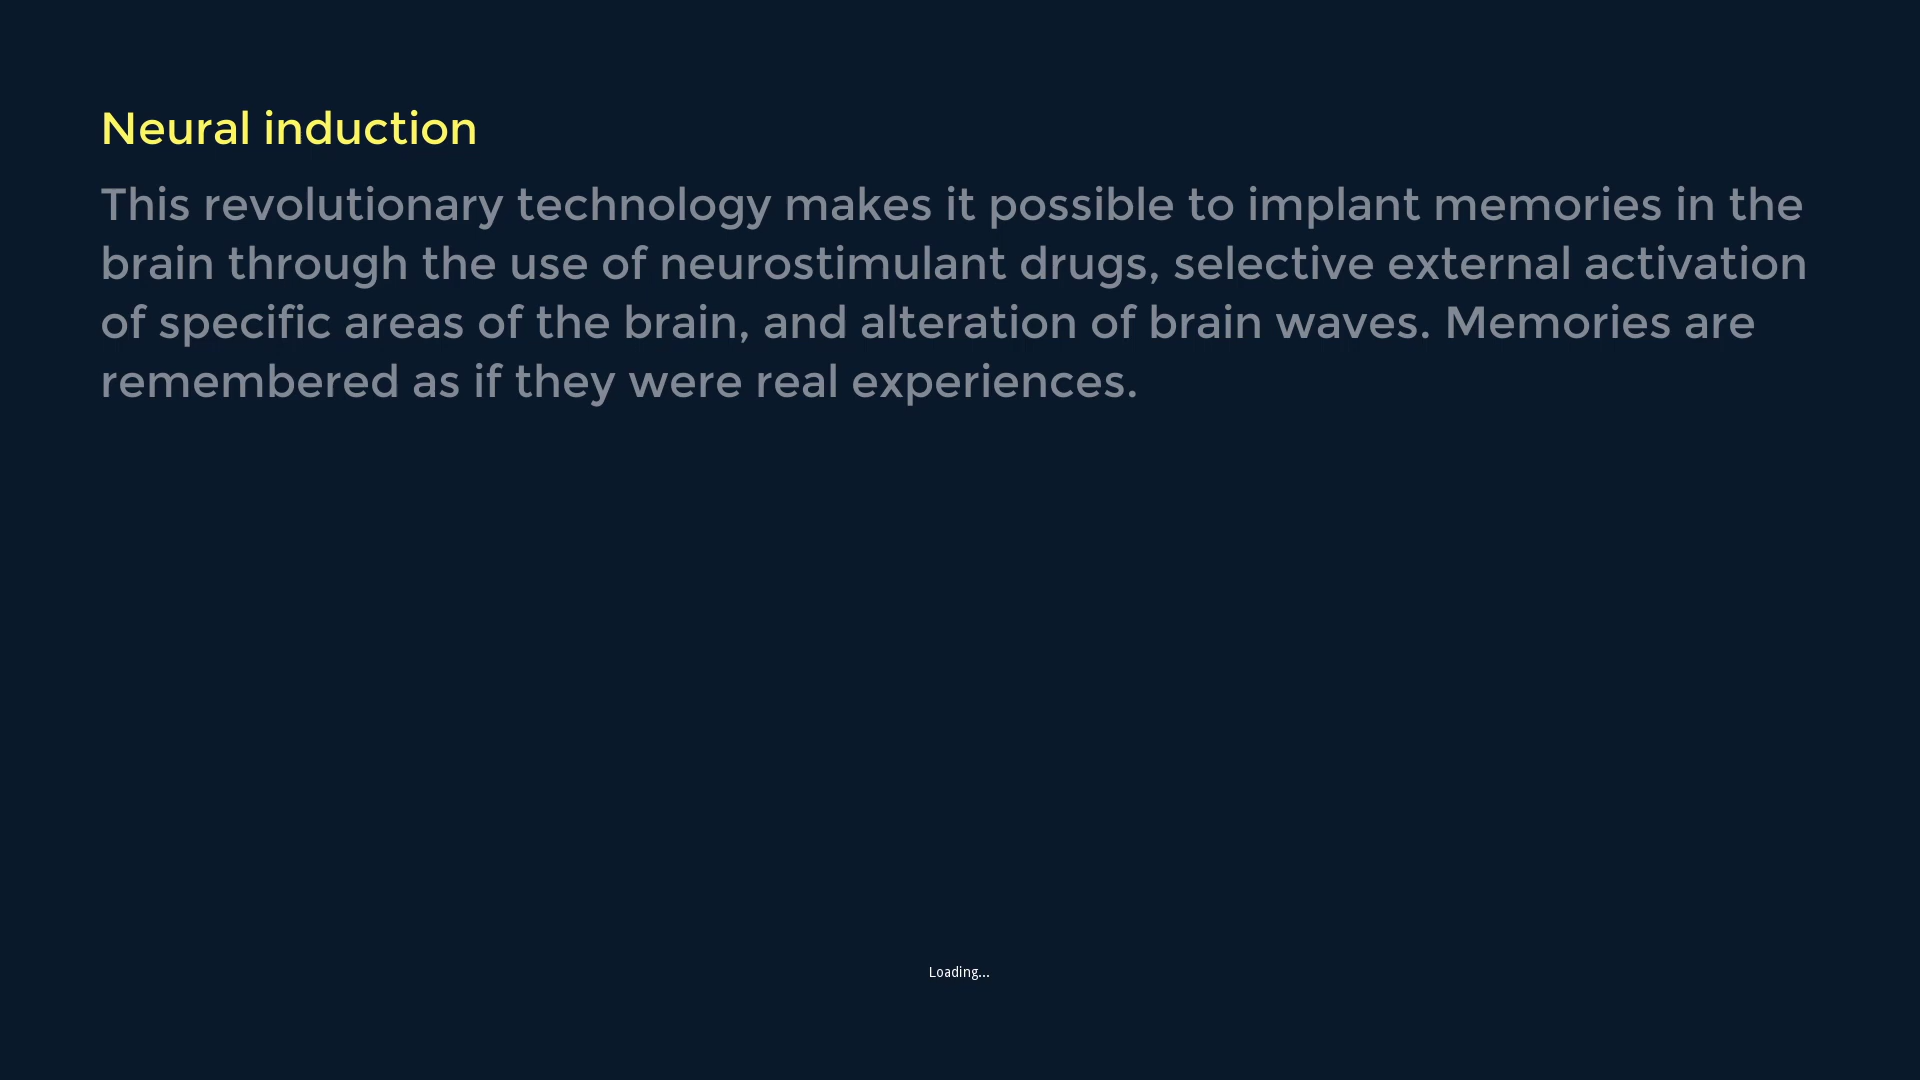 Neural induction
This revolutionary technology makes it possible to implant memories in the
brain through the use of neurostimulant drugs, selective external activation
of specific areas of the brain, and alteration of brain waves. Memories are
remembered as if they were real experiences.
Loading...